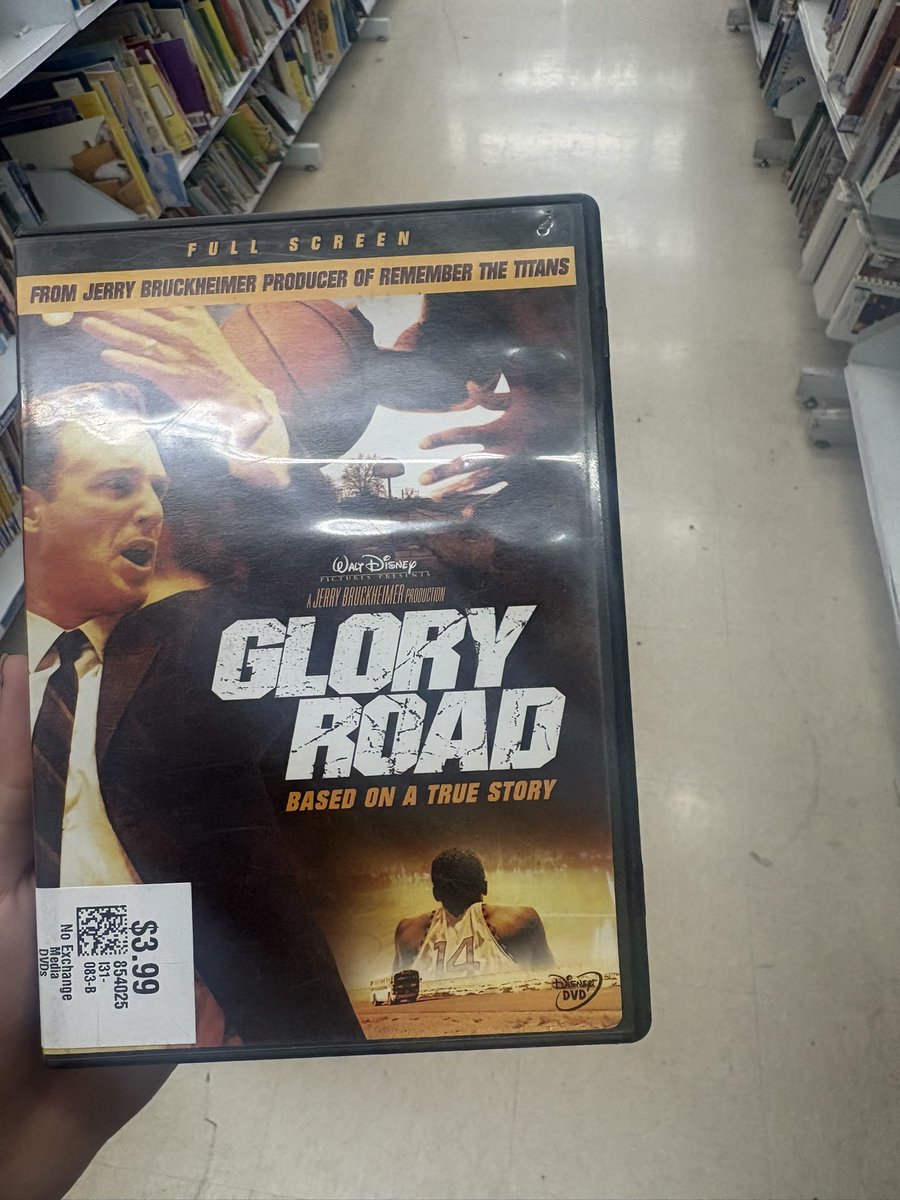 FULL SCREEN
FROM JERRY BRUCKHEIMER PRODUCER OF REMEMBER THE TITANS
WALT DISNEY
PICTURES PRESENTS
A JERRY BRUCKHEIMER PRODUCTION
GLORY
ROAD
BASED ON A TRUE STORY
14
DISNEY
DVD
$3.99
854025
I31-
083-B
No Exchange
Media
DVDs